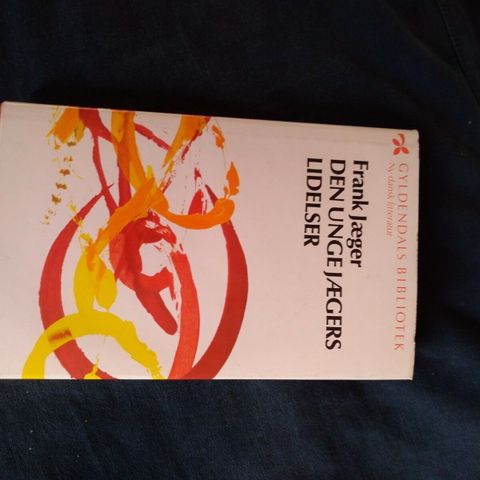 GYLDENDALS BIBLIOTEK
Ny dansk litteratur
Frank Jæger
DEN UNGE JÆGERS
LIDELSER